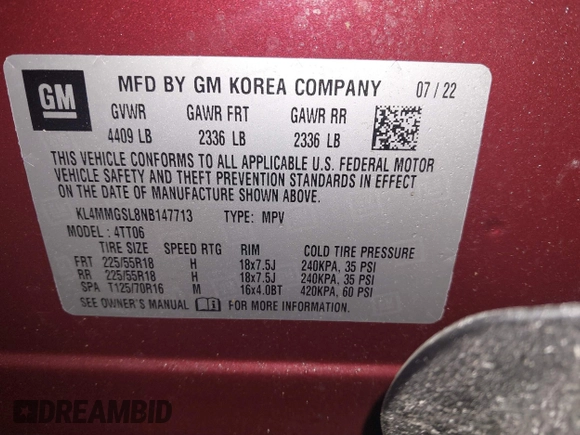 GM MFD BY GM KOREA COMPANY 07 / 22
GVWR GAWR FRT GAWR RR
4409 LB 2336 LB 2336 LB
THIS VEHICLE CONFORMS TO ALL APPLICABLE U.S. FEDERAL MOTOR
VEHICLE SAFETY AND THEFT PREVENTION STANDARDS IN EFFECT
ON THE DATE OF MANUFACTURE SHOWN ABOVE.
KL4MMGSL8NB147713 TYPE: MPV
MODEL: 4TT06
TIRE SIZE SPEED RTG RIM COLD TIRE PRESSURE
FRT 225/55R18 H 18x7.5J 240KPA, 35 PSI
RR 225/55R18 H 18x7.5J 240KPA, 35 PSI
SPA T125/70R16 M 16x4.0BT 420KPA, 60 PSI
SEE OWNER'S MANUAL FOR MORE INFORMATION.
DREAMBID